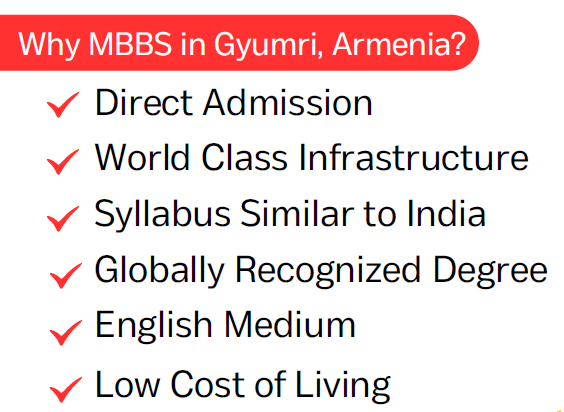 Why MBBS in Gyumri, Armenia?
Direct Admission
World Class Infrastructure
Syllabus Similar to India
Globally Recognized Degree
English Medium
Low Cost of Living